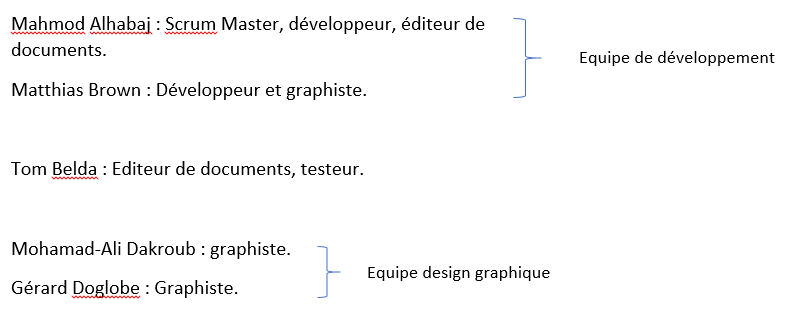 Mahmod Alhabaj : Scrum Master, développeur, éditeur de
documents.
Equipe de développement
Matthias Brown : Développeur et graphiste.
Tom Belda : Editeur de documents, testeur.
Mohamad-Ali Dakroub : graphiste.
Equipe design graphique
Gérard Doglobe : Graphiste.